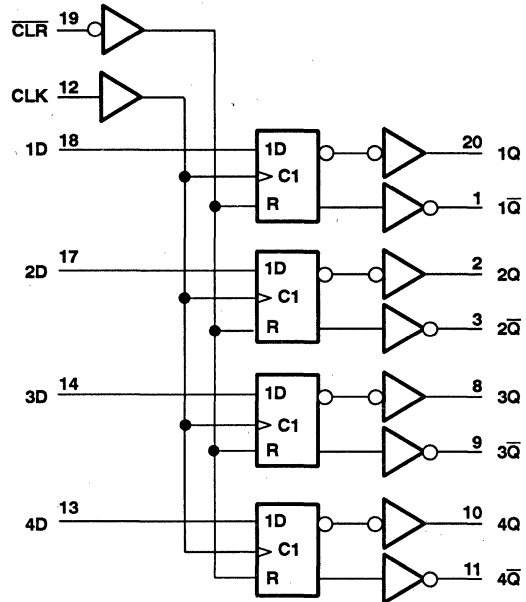 C̅L̅R̅ 19
CLK 12
1D 18 1D C1 R 20 1Q
1 1Q̅
2D 17 1D C1 R 2 2Q
3 2Q̅
3D 14 1D C1 R 8 3Q
9 3Q̅
4D 13 1D C1 R 10 4Q
11 4Q̅